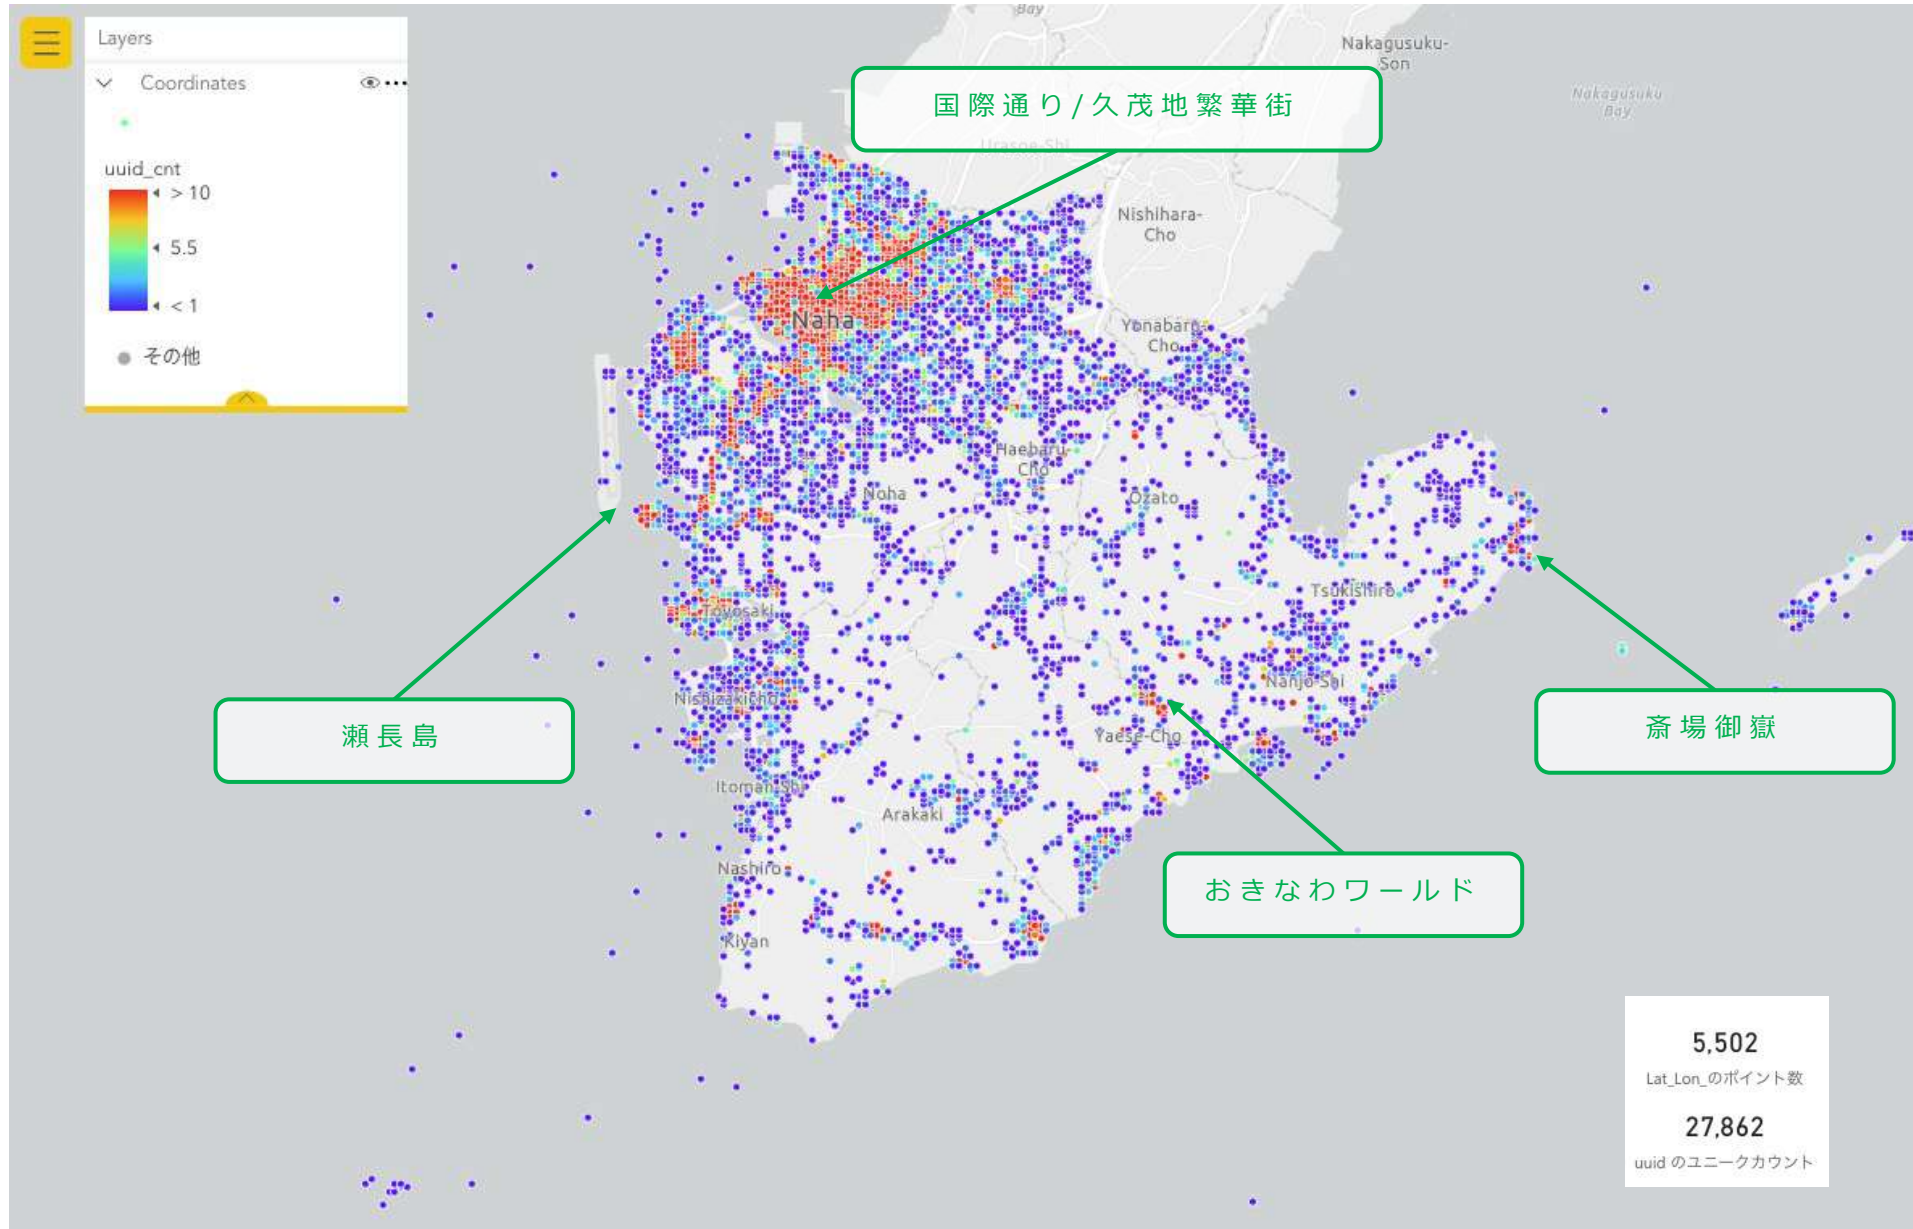 Layers
Coordinates
uuid_cnt
> 10
5.5
< 1
その他
Bay
Nakagusuku-
Son
Nakagusuku
Bay
国際通り/久茂地繁華街
Urasoe-Shi
Nishihara-
Cho
Naha
Yonabaru-
Cho
Haebaru-
Cho
Noha
Ozato
Toyosaki
Tsukishiro
Nishizakicho
Nanjo-Shi
瀬長島
斎場御嶽
Yaese-Cho
Itoman-Shi
Arakaki
Nashiro
おきなわワールド
Kiyan
5,502
Lat_Lon_のポイント数
27,862
uuid のユニークカウント